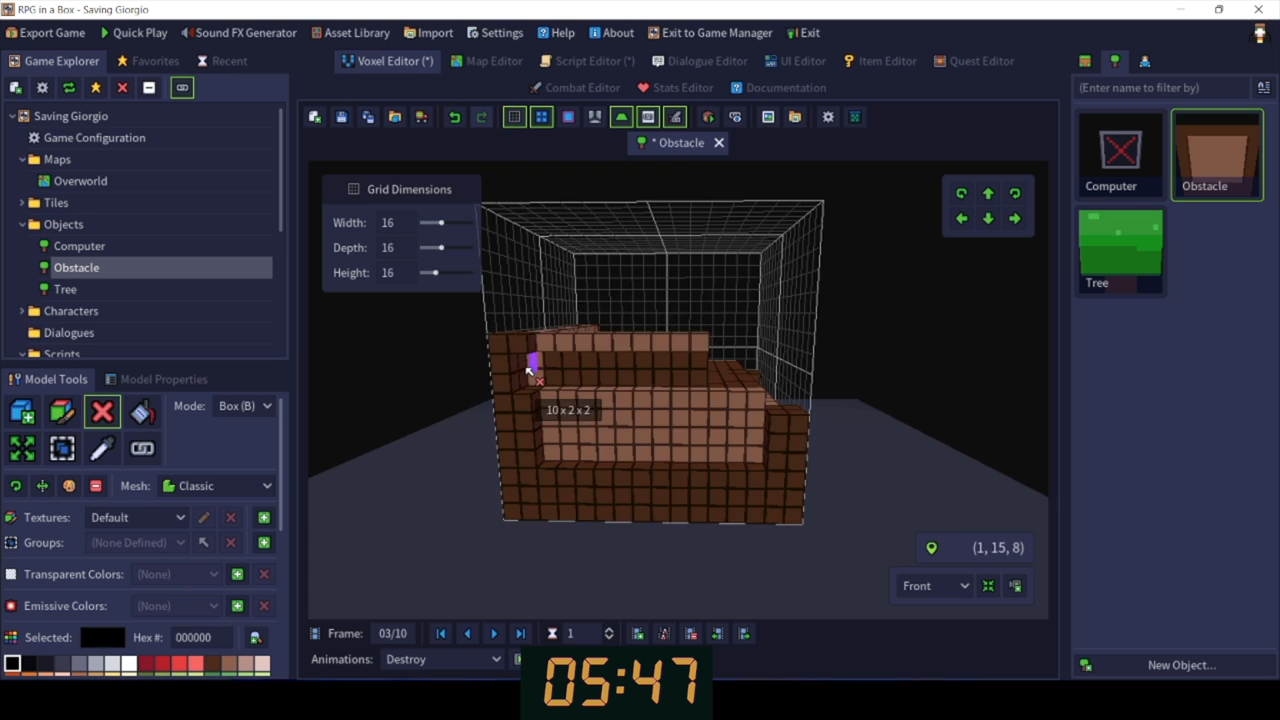 RPG in a Box - Saving Giorgio
Export Game Quick Play Sound FX Generator Asset Library Import Settings Help About Exit to Game Manager Exit
Game Explorer Favorites Recent
Voxel Editor (*) Map Editor Script Editor (*) Dialogue Editor UI Editor Item Editor Quest Editor
Combat Editor Stats Editor Documentation
(Enter name to filter by)
Saving Giorgio
Game Configuration
Maps
Overworld
Tiles
Objects
Computer
Obstacle
Tree
Characters
Dialogues
Scripts
* Obstacle
Grid Dimensions
Width: 16
Depth: 16
Height: 16
10 x 2 x 2
(1, 15, 8)
Front
Computer
Obstacle
Tree
Model Tools Model Properties
Mode: Box (B)
Mesh: Classic
Textures: Default
Groups: (None Defined)
Transparent Colors: (None)
Emissive Colors: (None)
Selected: Hex #: 000000
Frame: 03/10 1
Animations: Destroy
New Object...
05:47